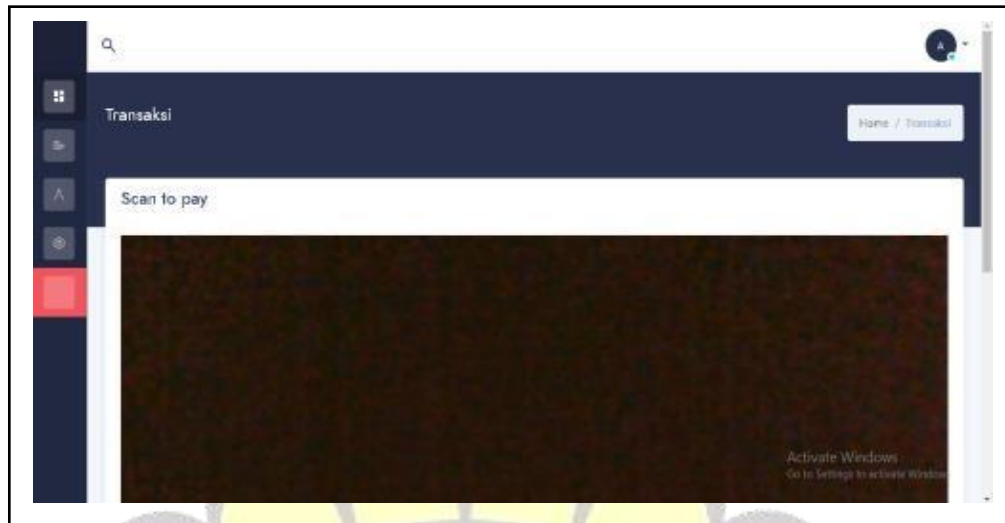 A
Transaksi
Home / Transaksi
Scan to pay
Activate Windows
Go to Settings to activate Windows